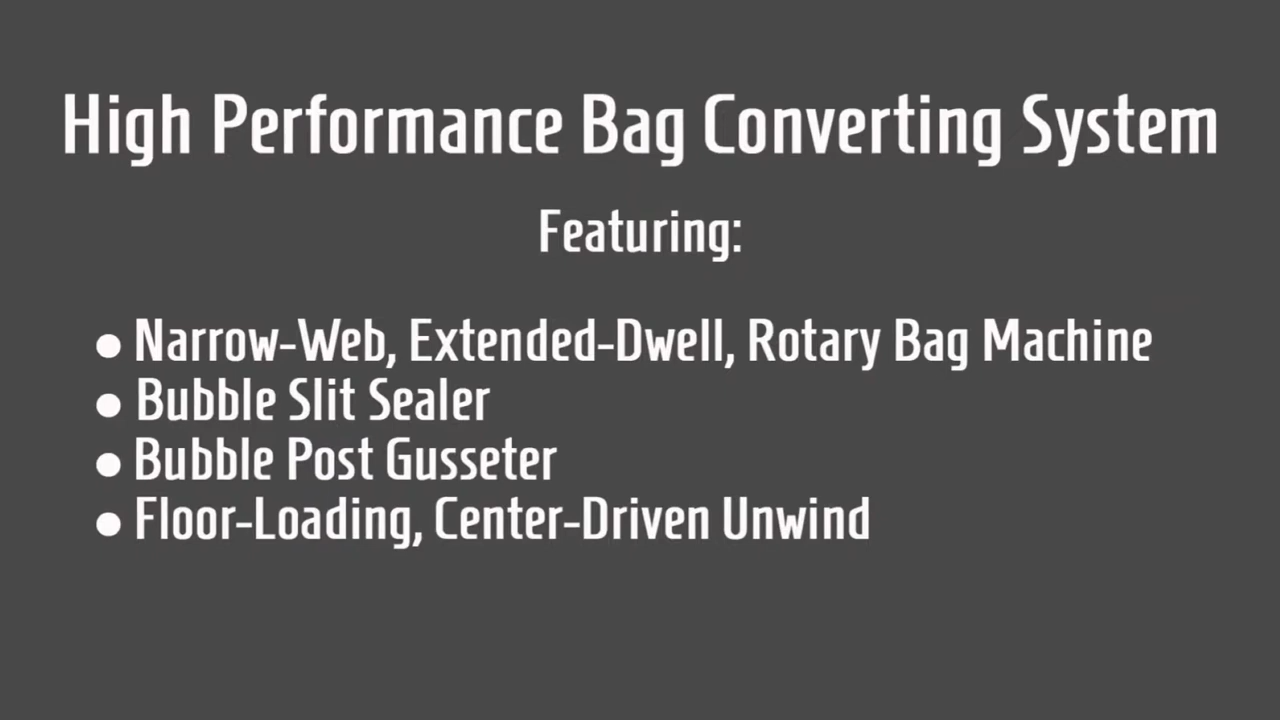 High Performance Bag Converting System
Featuring:
● Narrow-Web, Extended-Dwell, Rotary Bag Machine
● Bubble Slit Sealer
● Bubble Post Gusseter
● Floor-Loading, Center-Driven Unwind